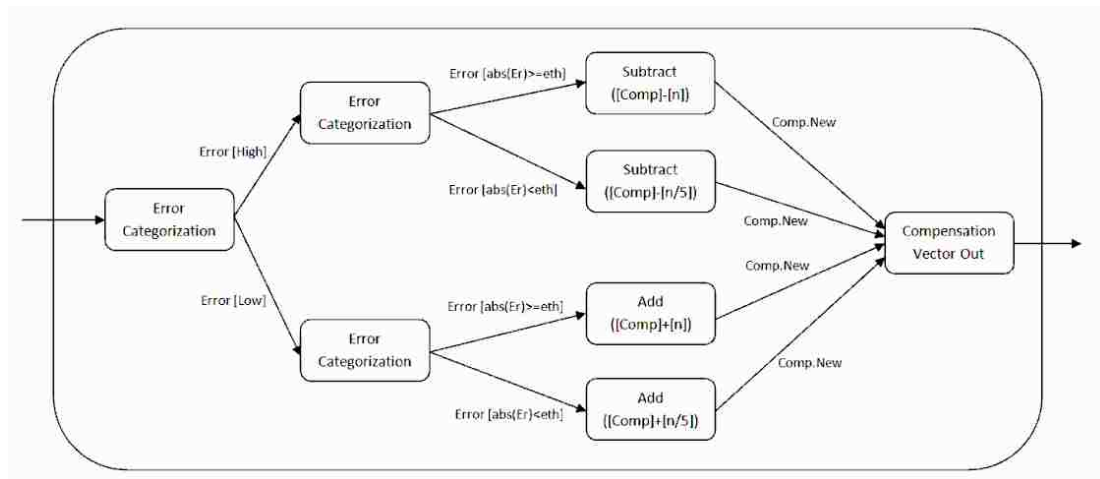 Error [abs(Er)>=eth]
Subtract
([Comp]-[n])
Error
Categorization
Comp.New
Error [High]
Subtract
([Comp]-[n/5])
Error [abs(Er)<eth]
Error
Categorization
Comp.New
Compensation
Vector Out
Comp.New
Error [Low]
Error [abs(Er)>=eth]
Add
([Comp]+[n])
Error
Categorization
Comp.New
Add
([Comp]+[n/5])
Error [abs(Er)<eth]